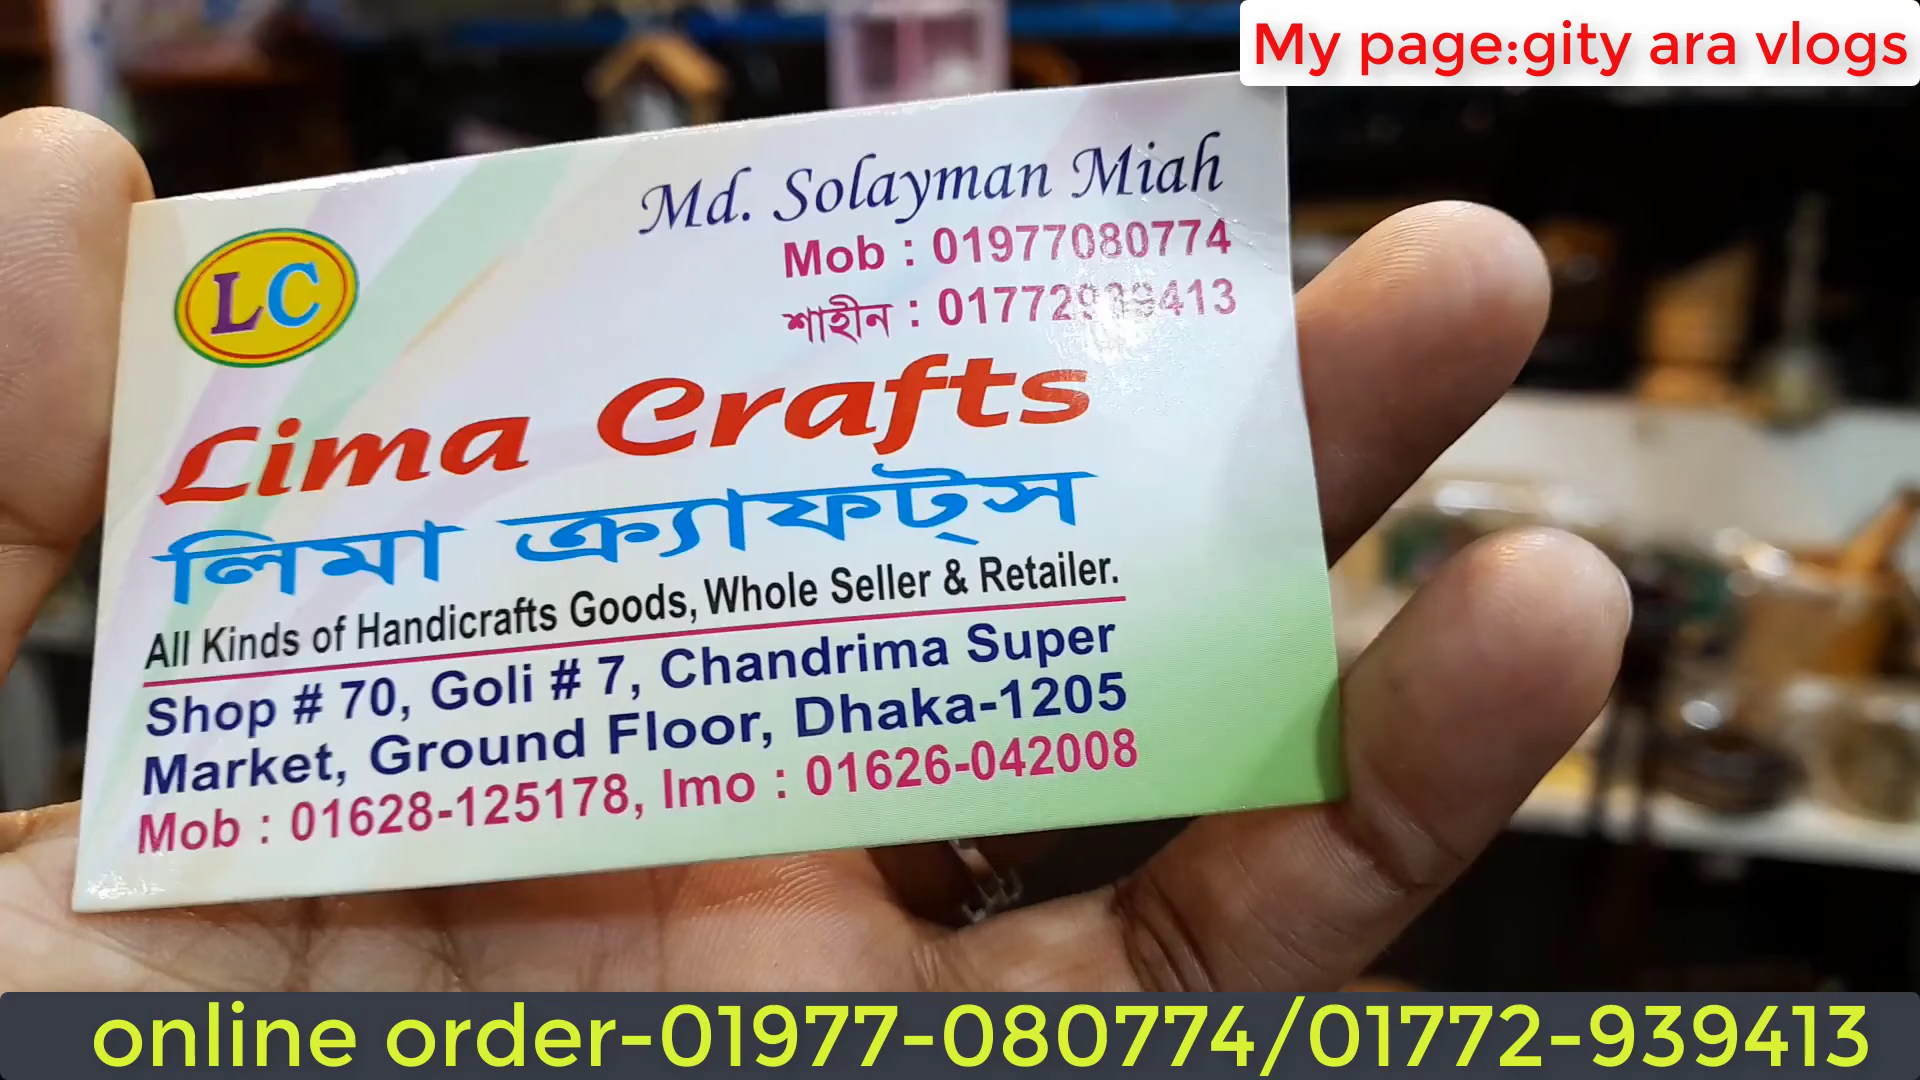 My page:gity ara vlogs
LC
Md. Solayman Miah
Mob : 01977080774
শাহীন : 01772939413
Lima Crafts
লিমা ক্র্যাফট্স
All Kinds of Handicrafts Goods, Whole Seller & Retailer.
Shop # 70, Goli # 7, Chandrima Super
Market, Ground Floor, Dhaka-1205
Mob : 01628-125178, Imo : 01626-042008
online order-01977-080774/01772-939413